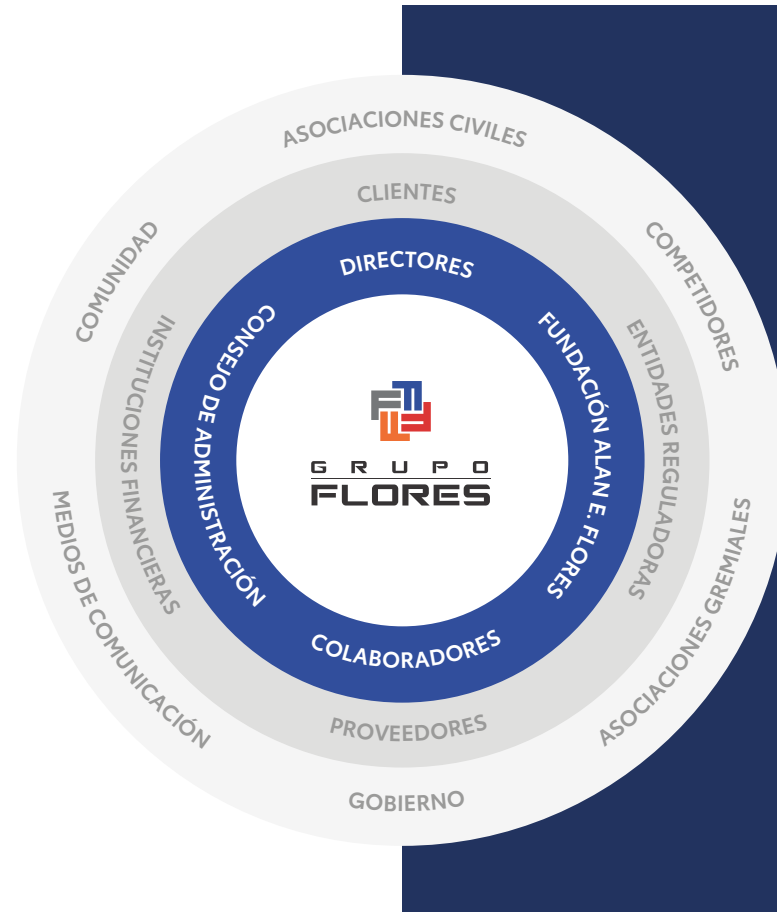 ASOCIACIONES CIVILES
COMPETIDORES
ASOCIACIONES GREMIALES
GOBIERNO
MEDIOS DE COMUNICACIÓN
COMUNIDAD
CLIENTES
ENTIDADES REGULADORAS
PROVEEDORES
INSTITUCIONES FINANCIERAS
DIRECTORES
FUNDACIÓN ALAN E. FLORES
COLABORADORES
CONSEJO DE ADMINISTRACIÓN
GRUPO
FLORES